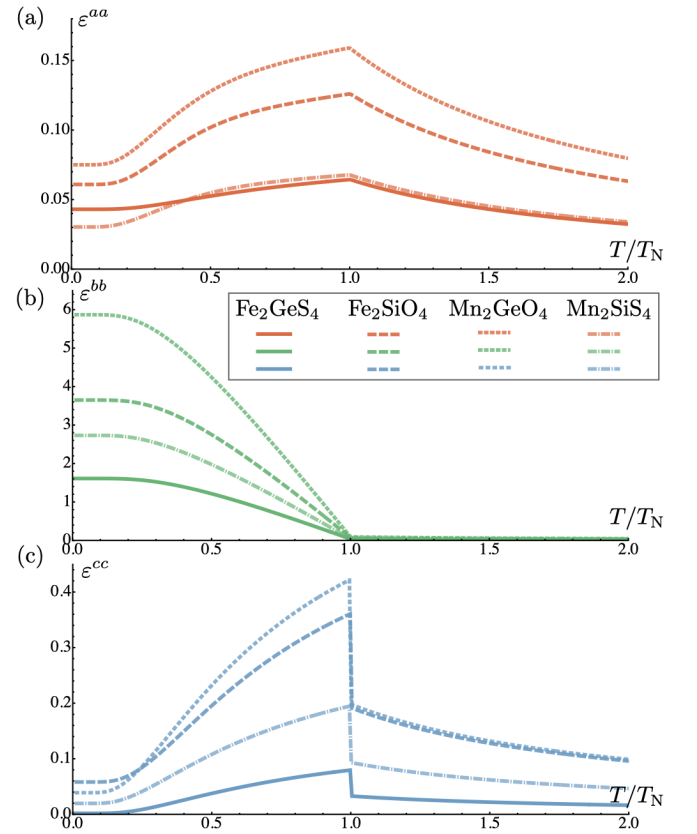 (a) ε^{aa}
0.15
0.10
0.05
0.00
0.0 0.5 1.0 1.5 2.0
T/T_N
(b) ε^{bb}
6
5
4
3
2
1
0
0.0 0.5 1.0 1.5 2.0
T/T_N
Fe₂GeS₄ Fe₂SiO₄ Mn₂GeO₄ Mn₂SiS₄
(c) ε^{cc}
0.4
0.3
0.2
0.1
0.0
0.0 0.5 1.0 1.5 2.0
T/T_N